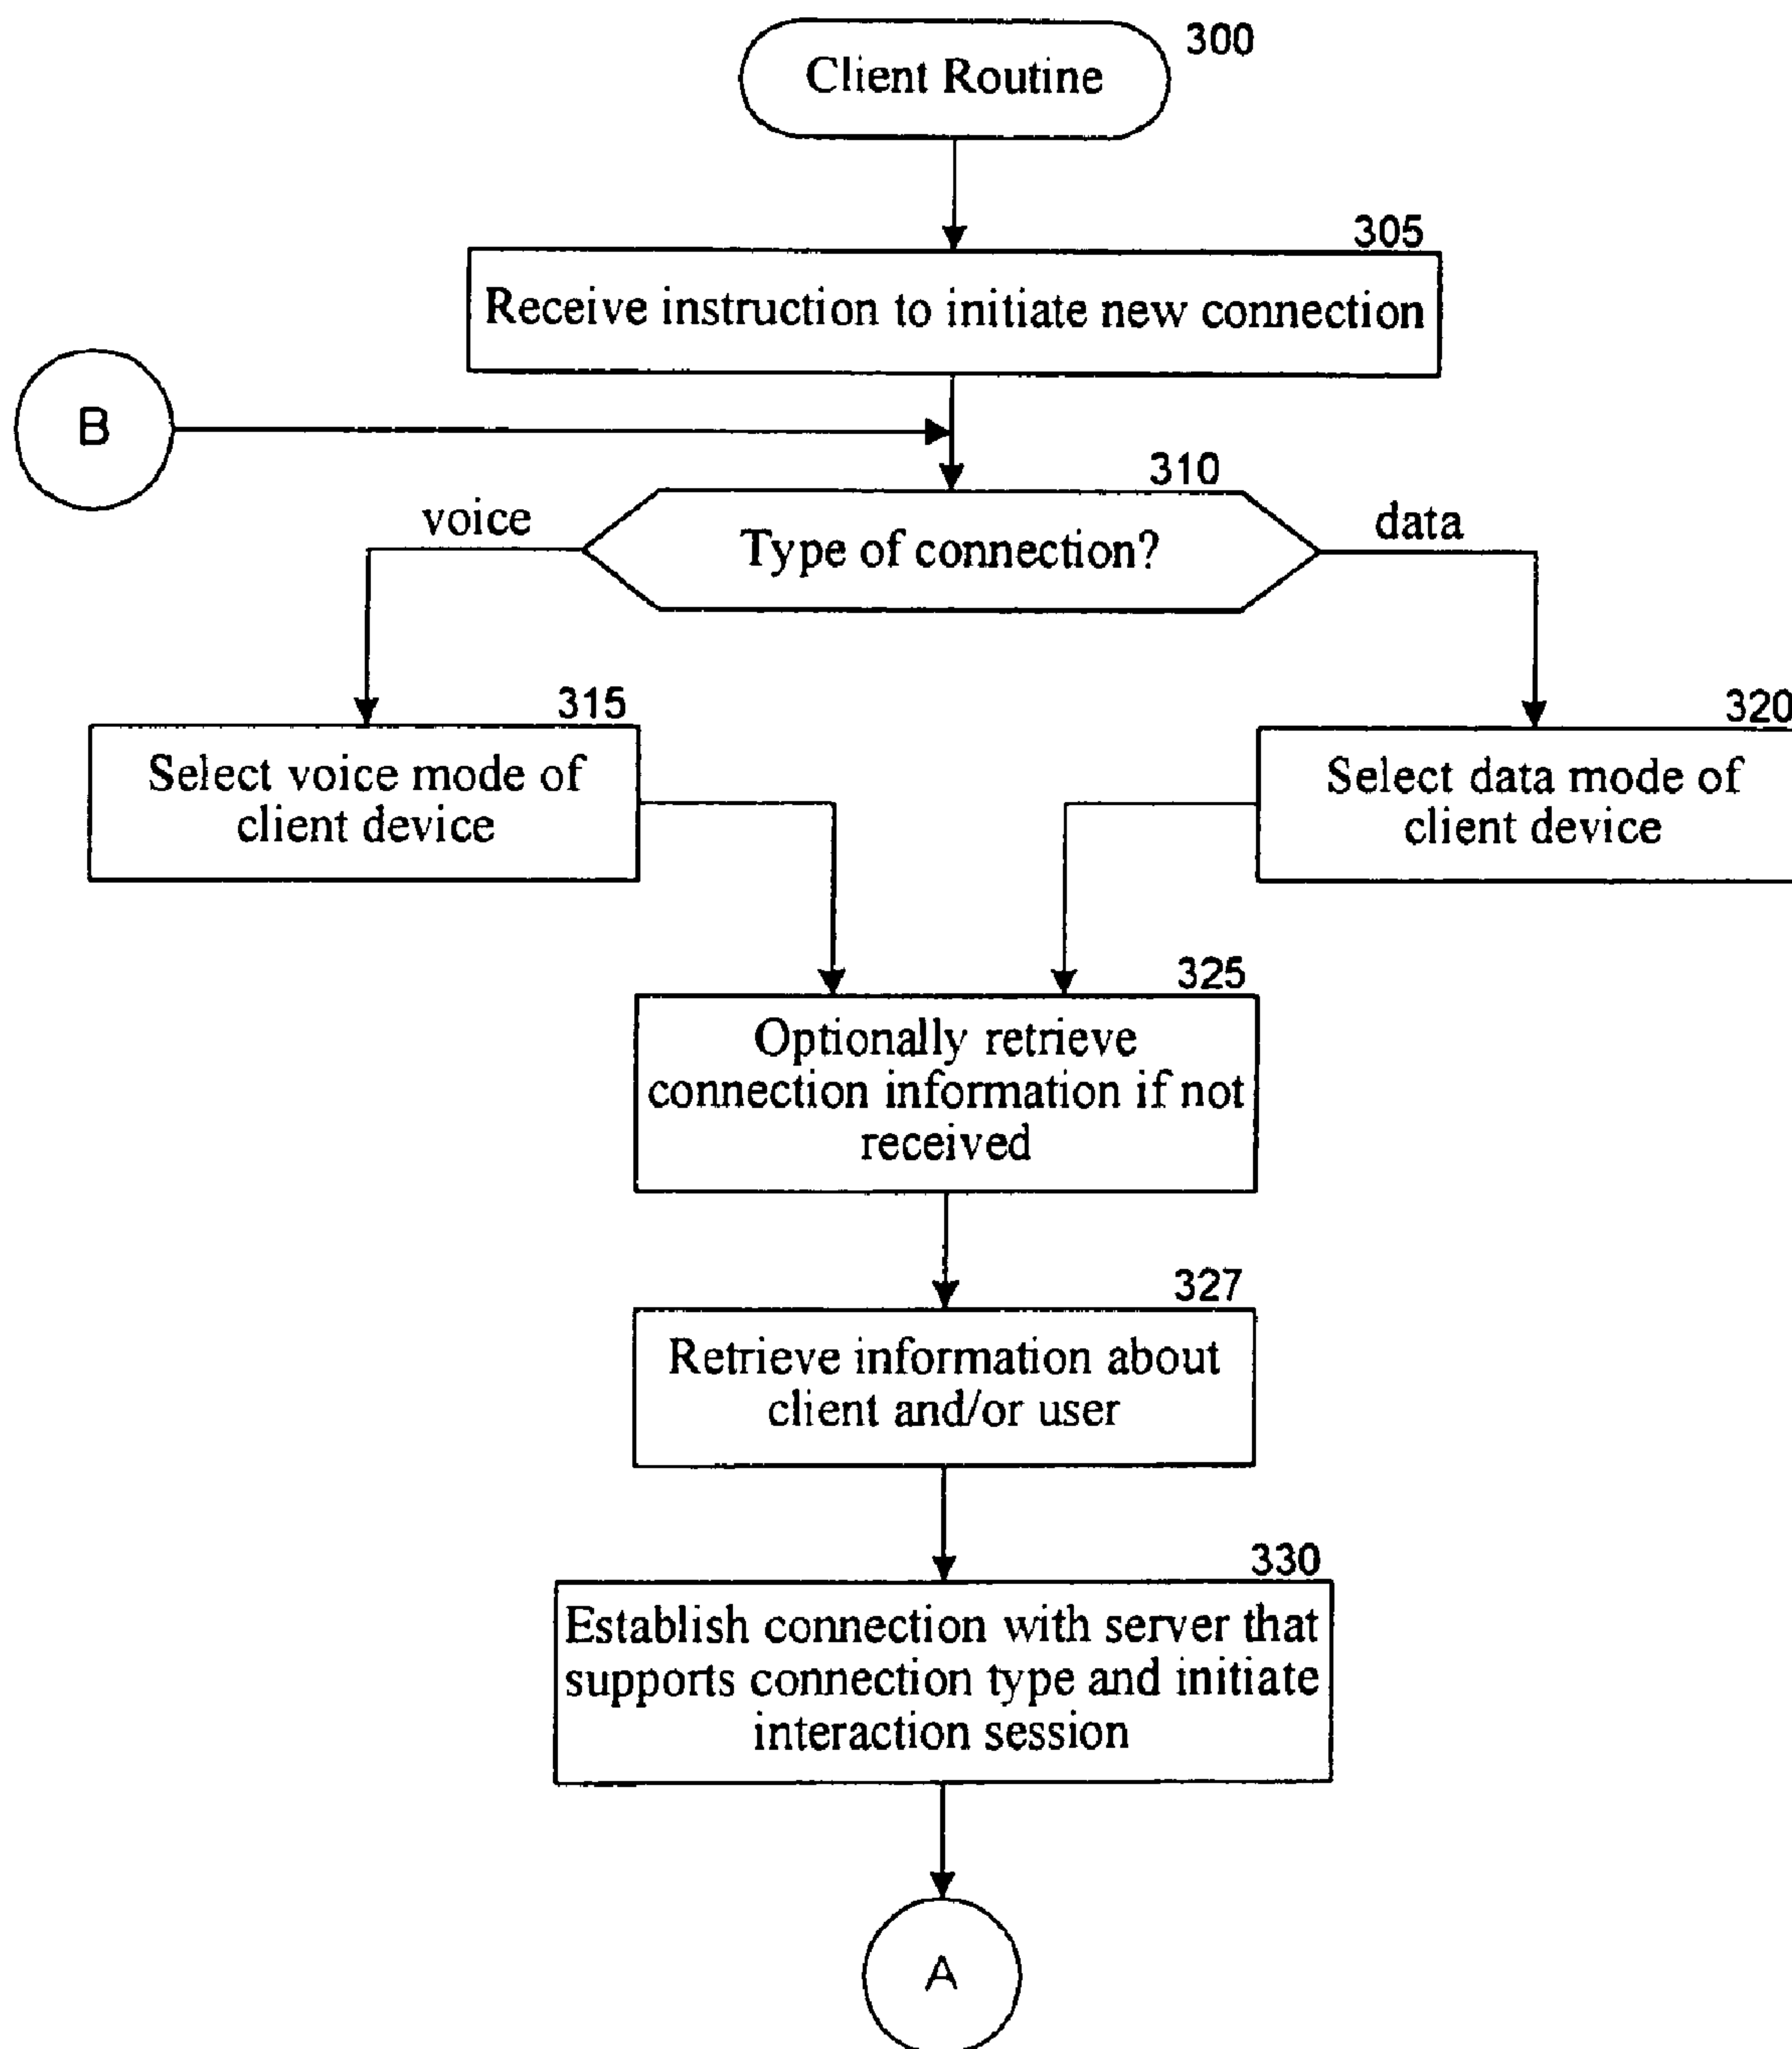 300
Client Routine
305
Receive instruction to initiate new connection
B
310
voice
Type of connection?
data
315
Select voice mode of
client device
320
Select data mode of
client device
325
Optionally retrieve
connection information if not
received
327
Retrieve information about
client and/or user
330
Establish connection with server that
supports connection type and initiate
interaction session
A